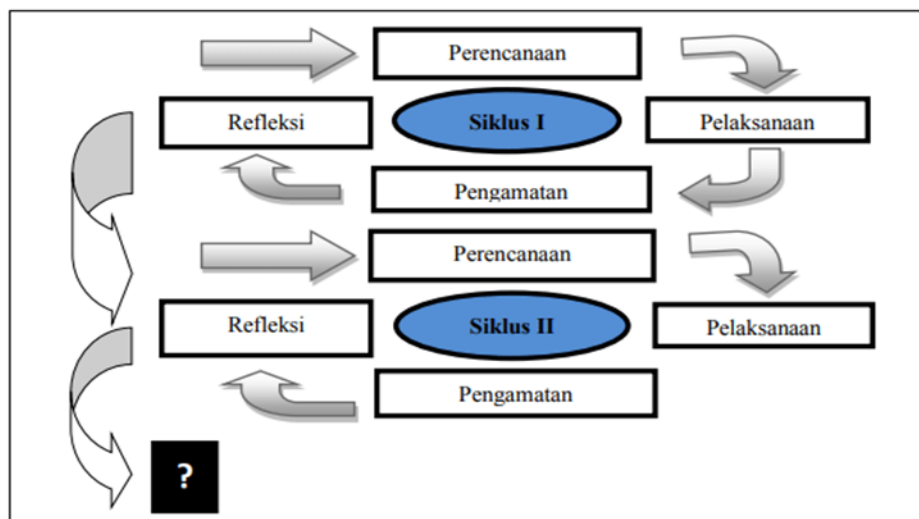 Perencanaan
Refleksi
Siklus I
Pelaksanaan
Pengamatan
Perencanaan
Refleksi
Siklus II
Pelaksanaan
Pengamatan
?